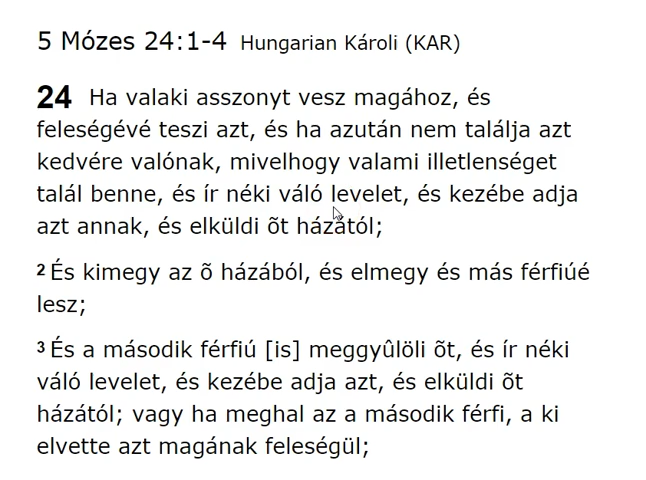 5 Mózes 24:1-4 Hungarian Károli (KAR)
24 Ha valaki asszonyt vesz magához, és
feleségévé teszi azt, és ha azután nem találja azt
kedvére valónak, mivelhogy valami illetlenséget
talál benne, és ír néki váló levelet, és kezébe adja
azt annak, és elküldi õt házától;
2 És kimegy az õ házából, és elmegy és más férfiúé
lesz;
3 És a második férfiú [is] meggyûlöli õt, és ír néki
váló levelet, és kezébe adja azt, és elküldi õt
házától; vagy ha meghal az a második férfi, a ki
elvette azt magának feleségül;